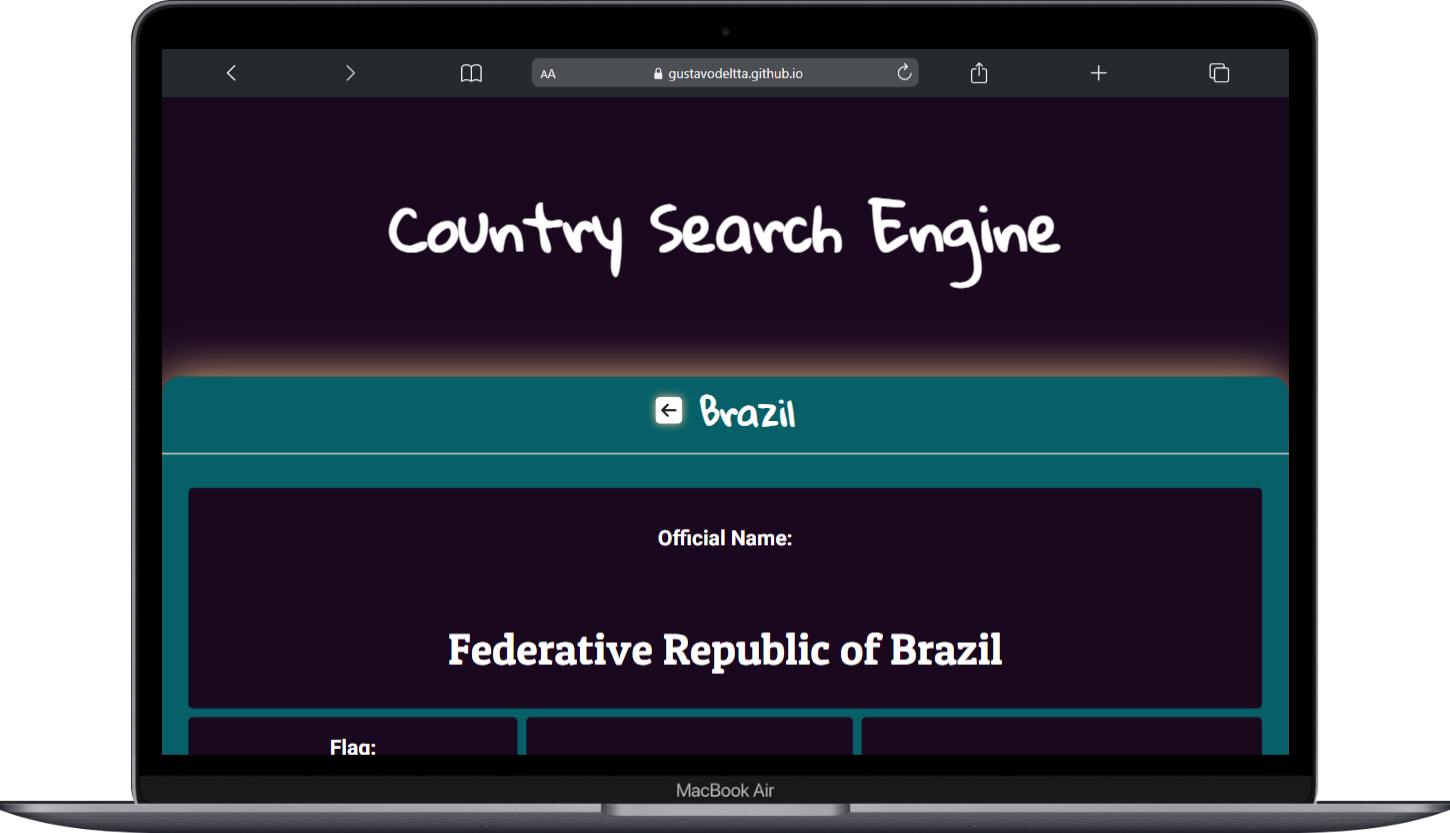 AA gustavodeltta.github.io
Country Search Engine
Brazil
Official Name:
Federative Republic of Brazil
Flag:
MacBook Air